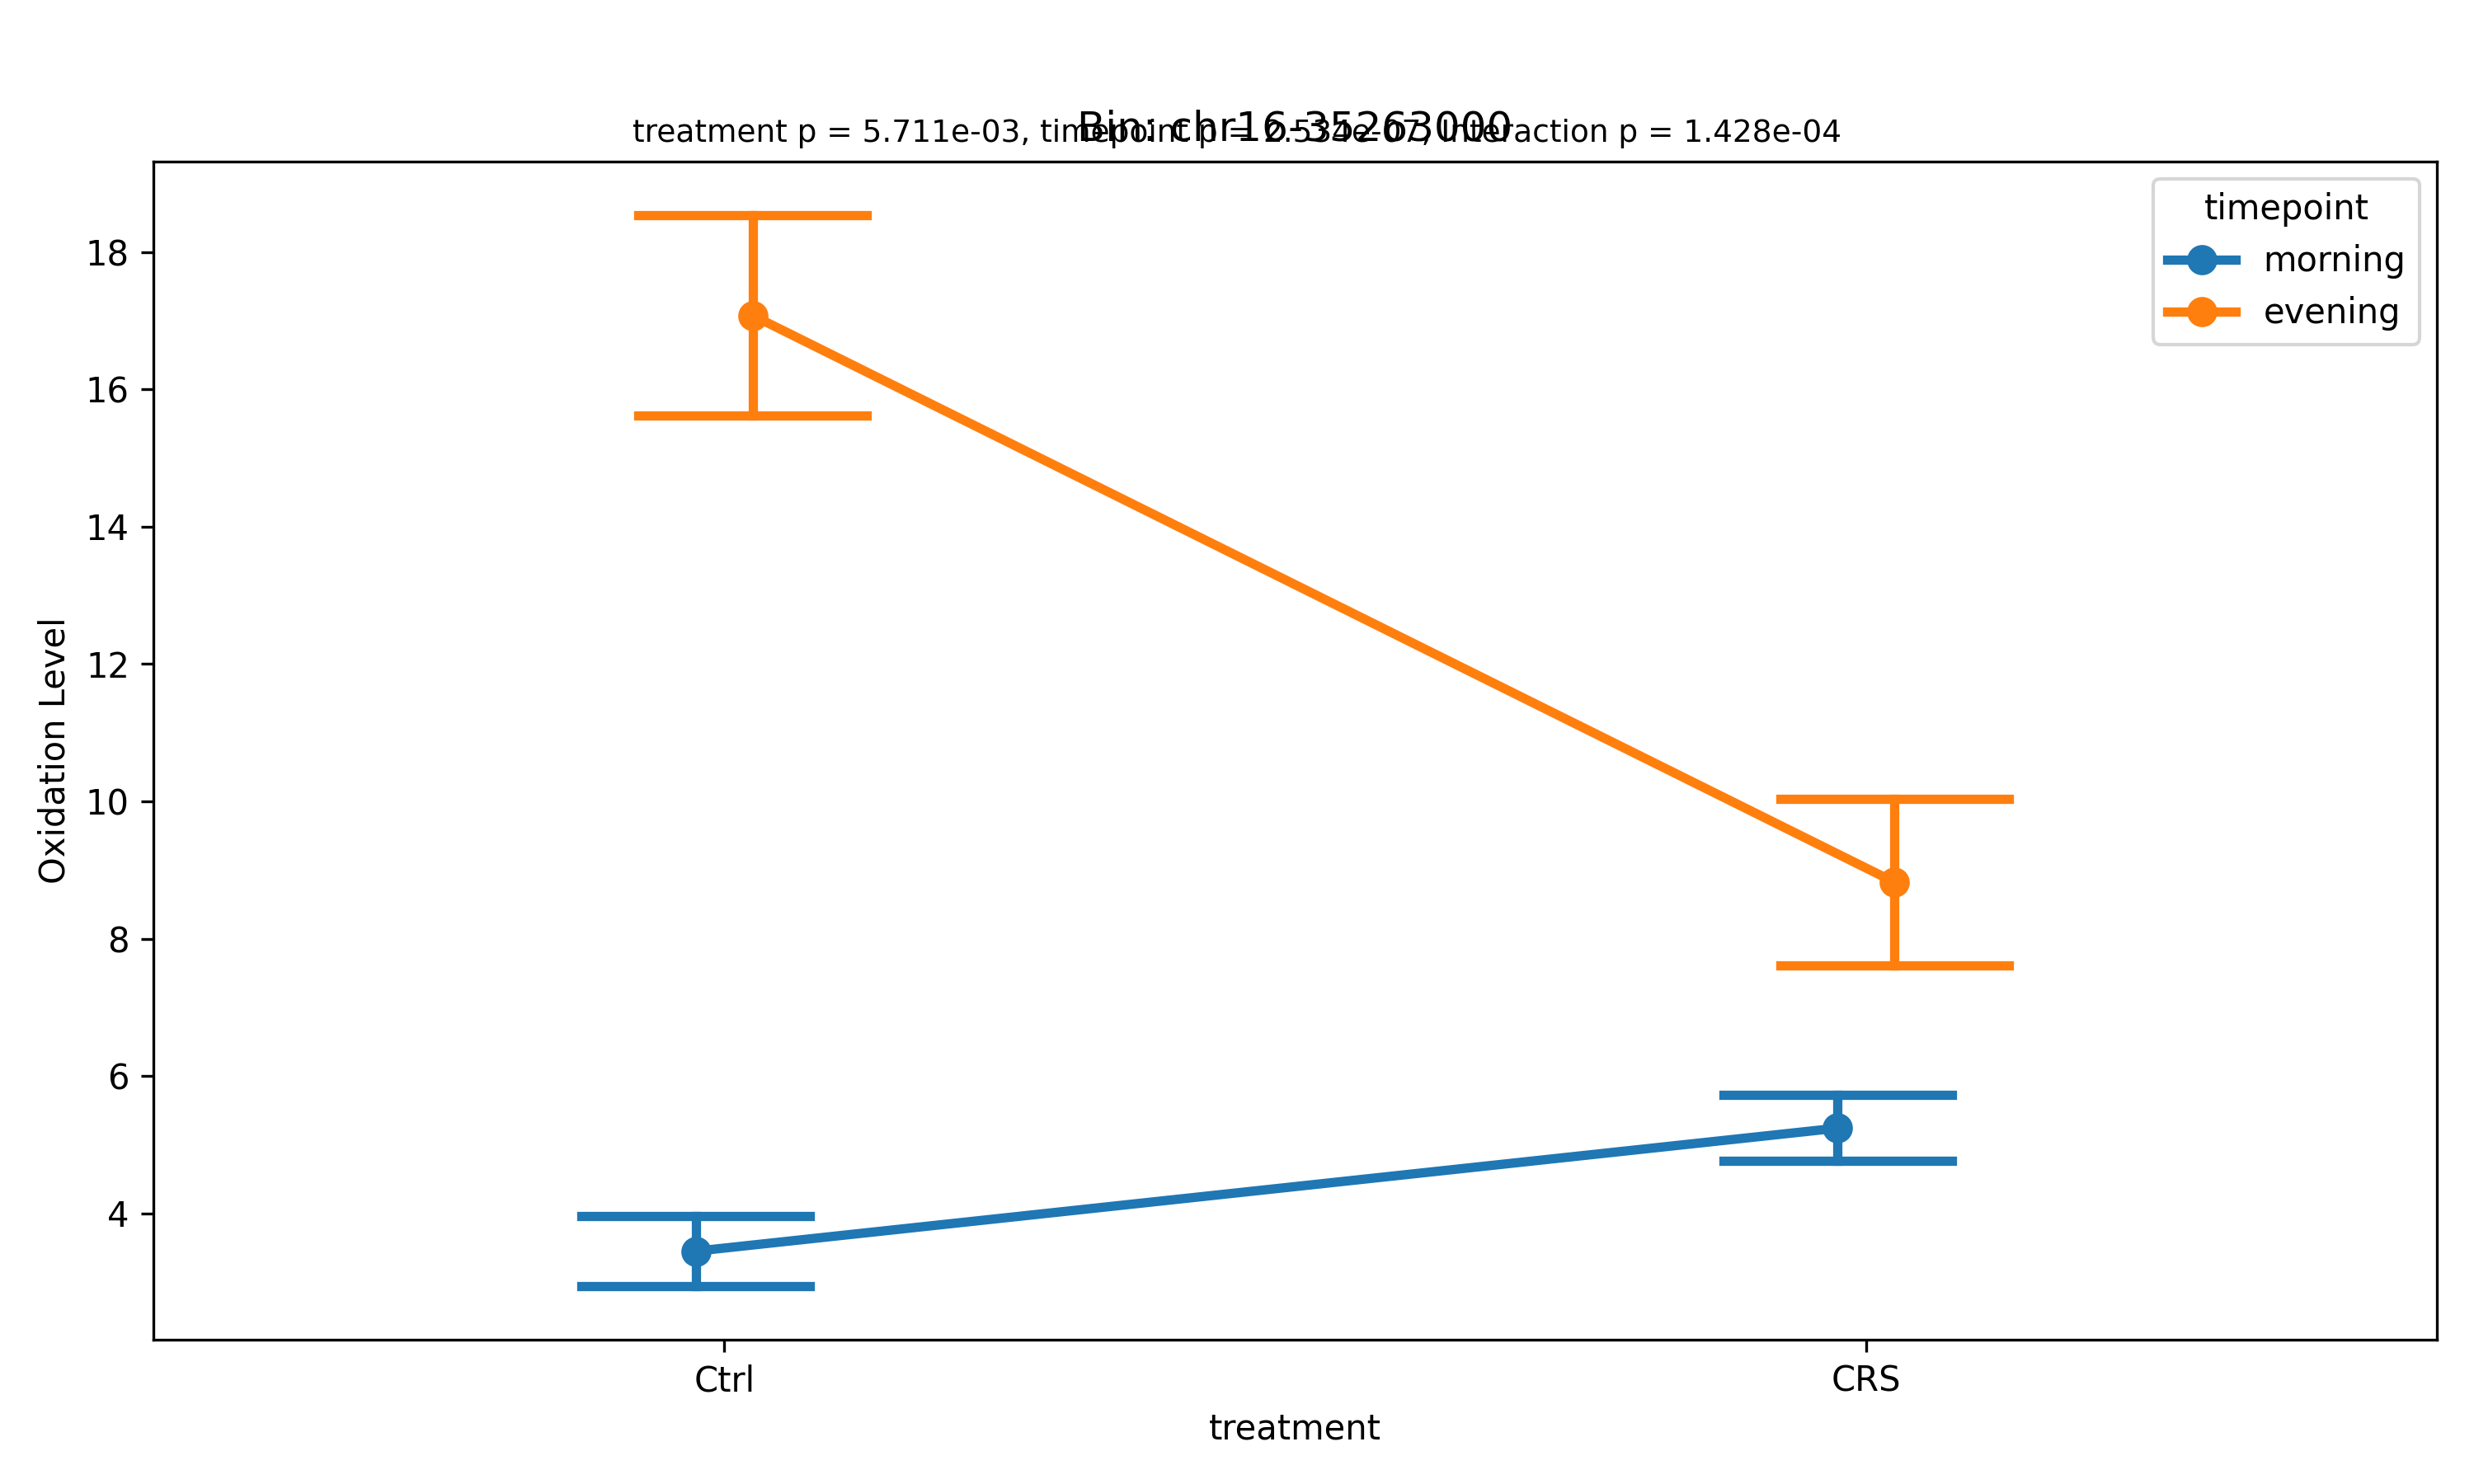 Bin: chr16-35263000
treatment p = 5.711e-03, timepoint p = 2.534e-07, Interaction p = 1.428e-04
timepoint
morning
evening
18
16
14
12
10
8
6
4
Oxidation Level
Ctrl
CRS
treatment